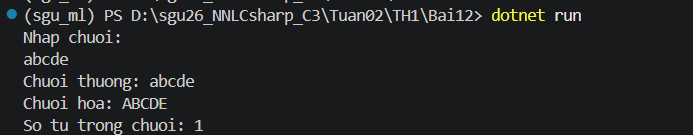 (sgu_ml) PS D:\sgu26_NNLCsharp_C3\Tuan02\TH1\Bai12> dotnet run
Nhap chuoi:
abcde
Chuoi thuong: abcde
Chuoi hoa: ABCDE
So tu trong chuoi: 1